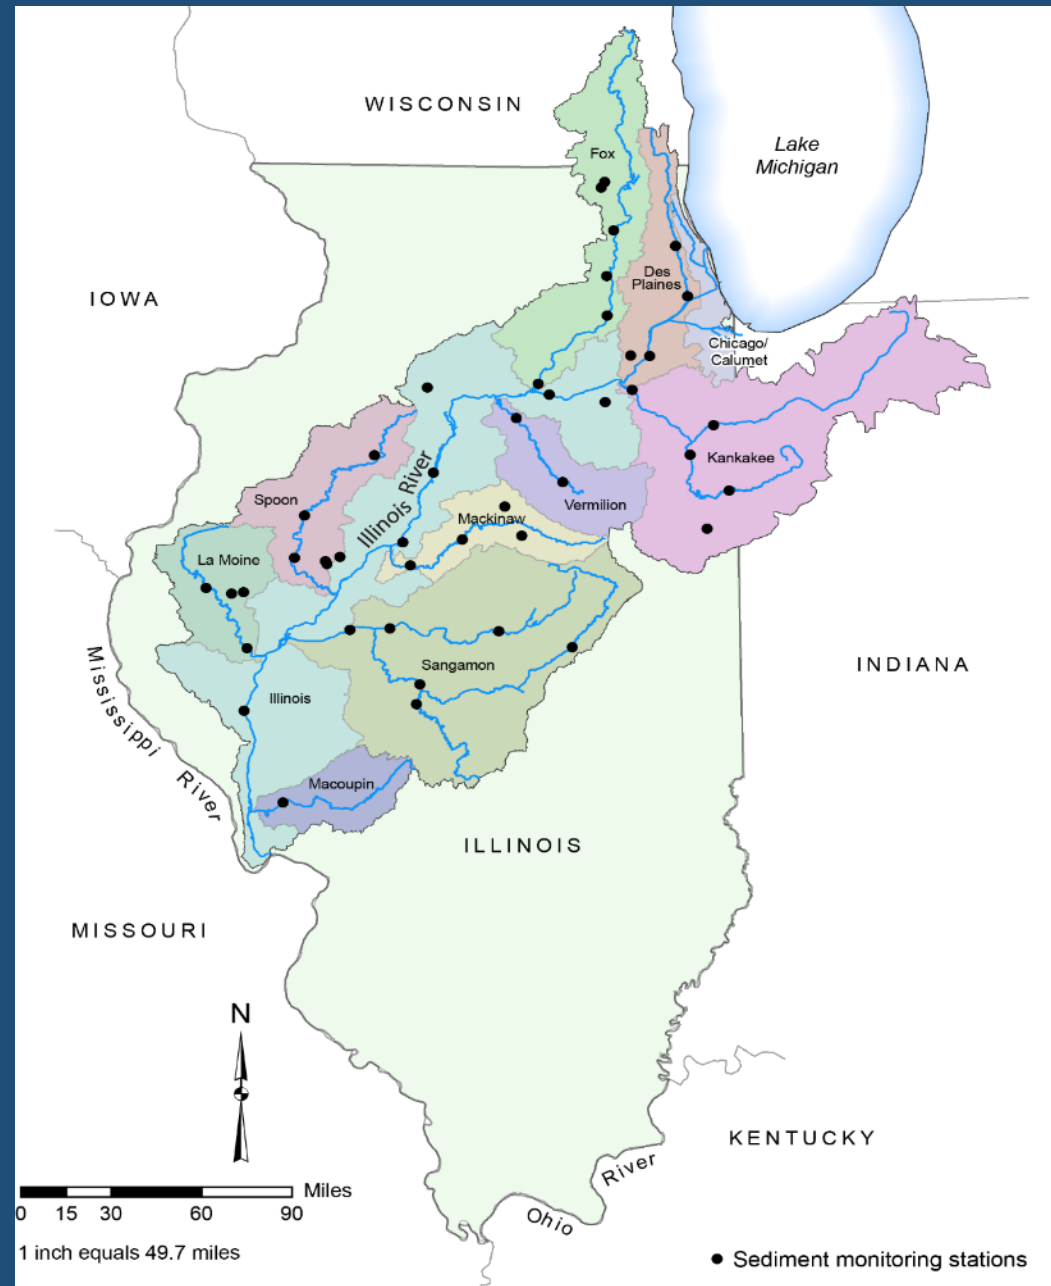 WISCONSIN
Lake
Michigan
Fox
IOWA
Des
Plaines
Chicago/
Calumet
Kankakee
Spoon
Illinois River
Vermilion
Mackinaw
La Moine
Mississippi River
Sangamon
INDIANA
Illinois
Macoupin
ILLINOIS
MISSOURI
N
KENTUCKY
Ohio River
Miles
0 15 30 60 90
1 inch equals 49.7 miles
Sediment monitoring stations